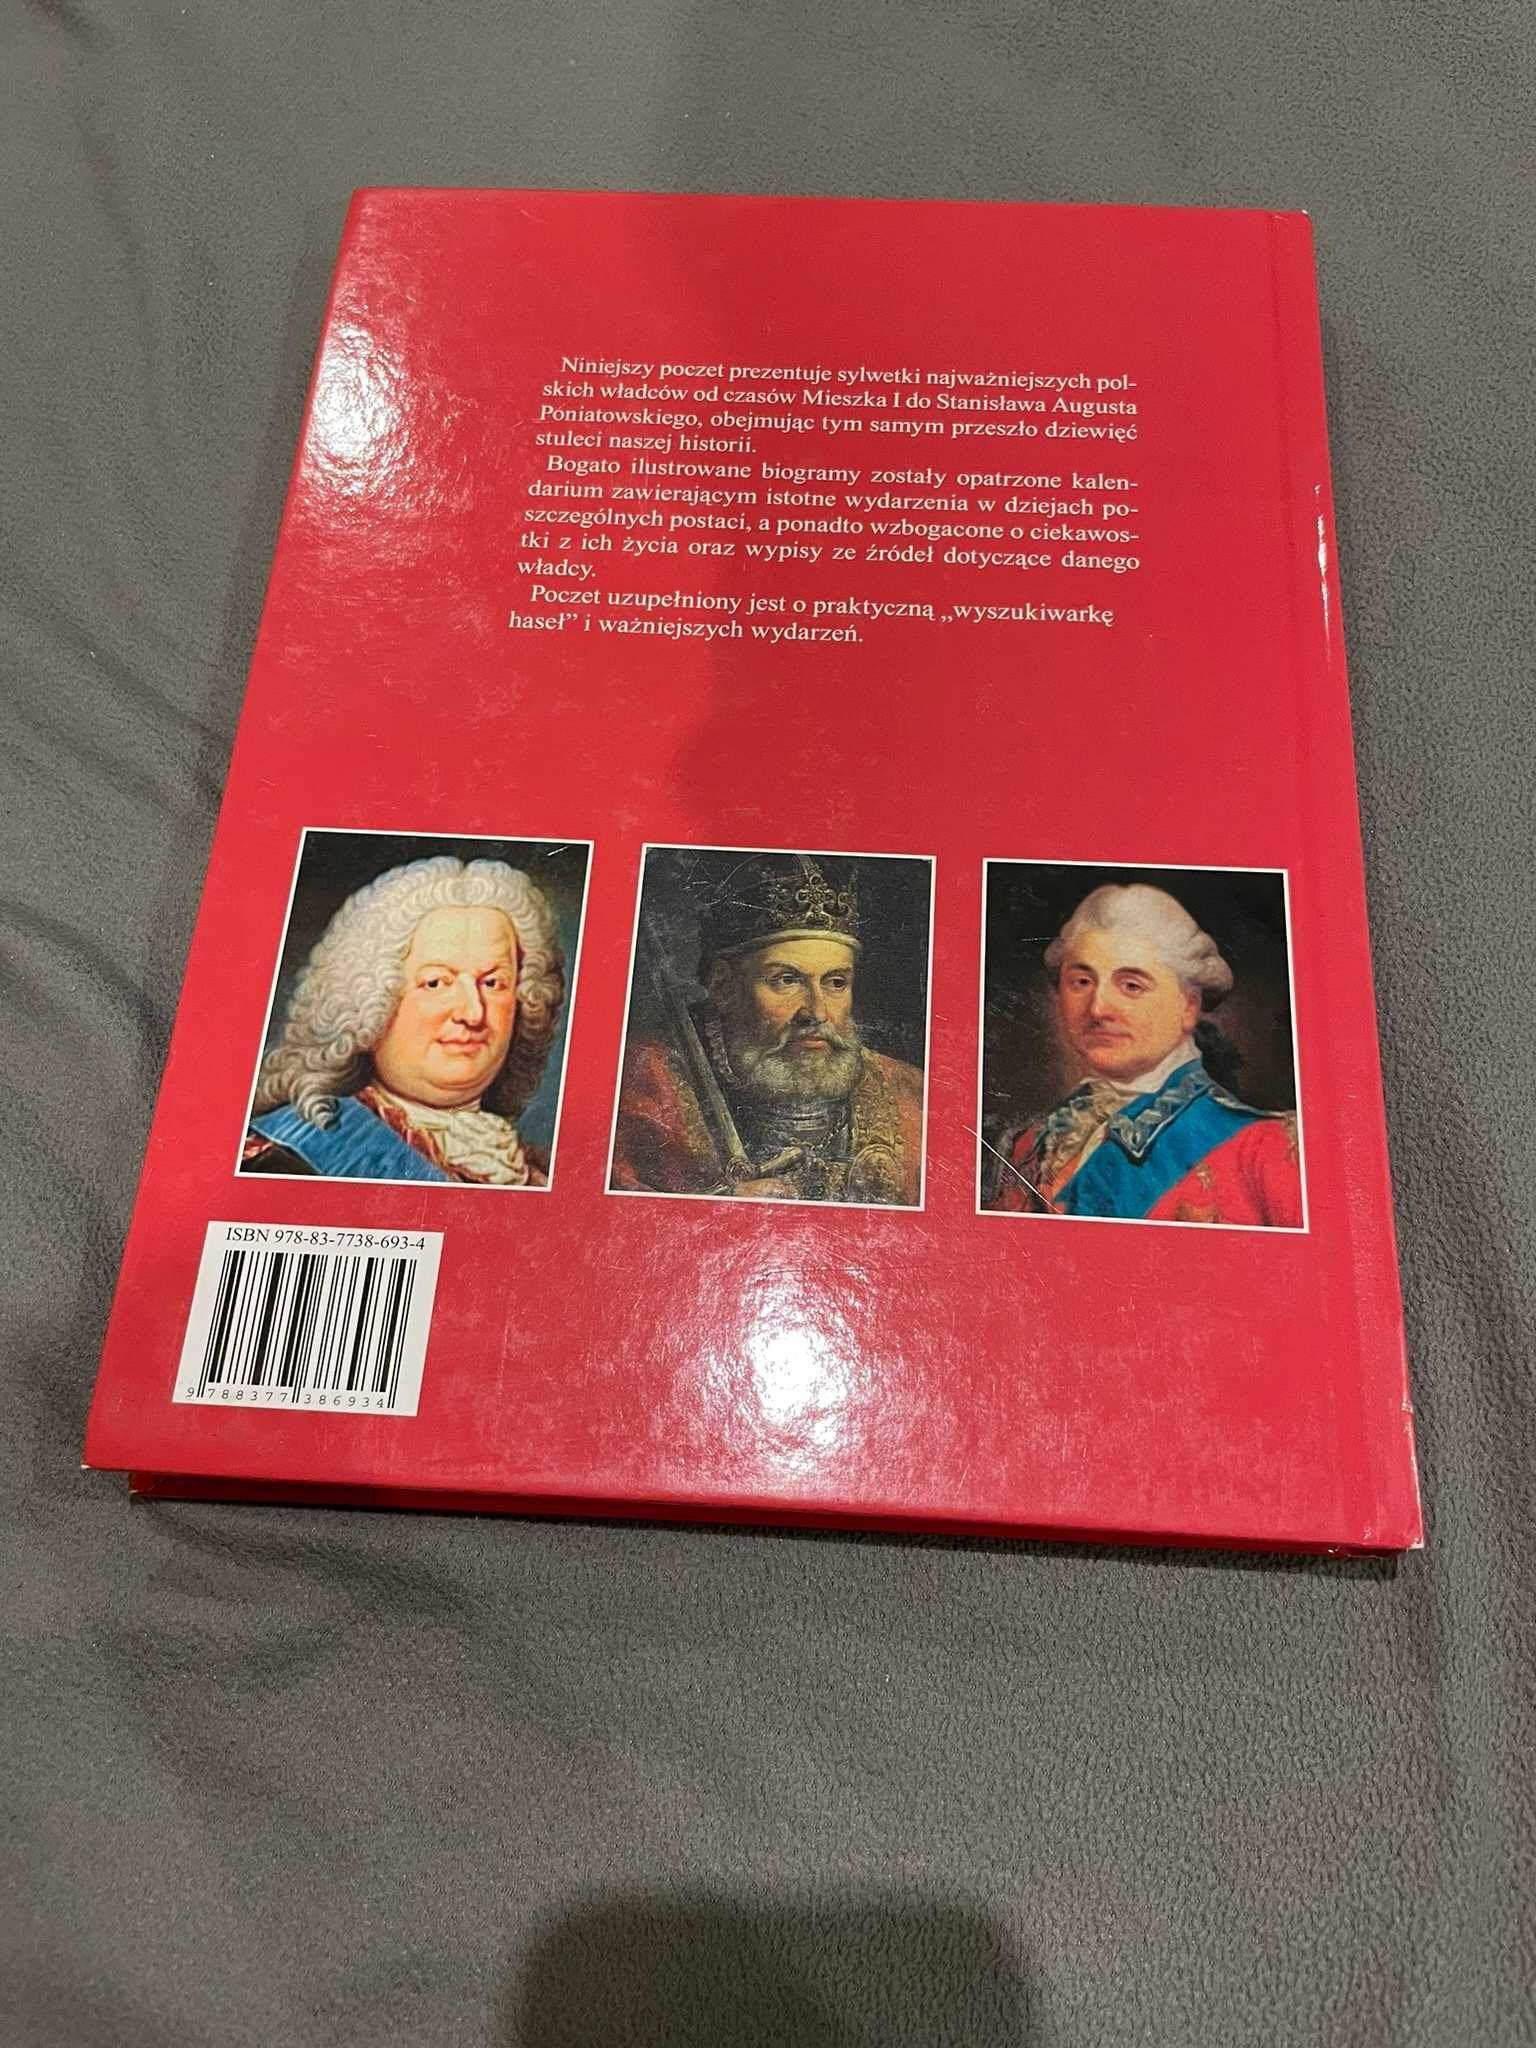 Niniejszy poczet prezentuje sylwetki najważniejszych pol-
skich władców od czasów Mieszka I do Stanisława Augusta
Poniatowskiego, obejmując tym samym przeszło dziewięć
stuleci naszej historii.
Bogato ilustrowane biogramy zostały opatrzone kalen-
darium zawierającym istotne wydarzenia w dziejach po-
szczególnych postaci, a ponadto wzbogacone o ciekawos-
tki z ich życia oraz wypisy ze źródeł dotyczące danego
władcy.
Poczet uzupełniony jest o praktyczną „wyszukiwarkę
haseł” i ważniejszych wydarzeń.
ISBN 978-83-7738-693-4
9 788377 386934